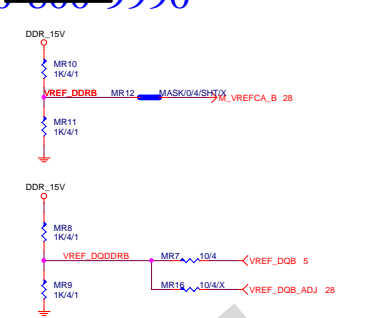 DDR_15V
MR10
1K/4/1
VREF_DDRB MR12 MASK/0/4/SHT/X
M_VREFCA_B 28
MR11
1K/4/1
DDR_15V
MR8
1K/4/1
VREF_DQDDRB MR7 10/4
VREF_DQB 5
MR9
1K/4/1
MR16 10/4/X
VREF_DQB_ADJ 28